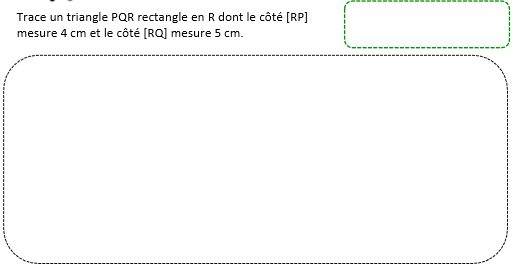 Trace un triangle PQR rectangle en R dont le côté [RP]
mesure 4 cm et le côté [RQ] mesure 5 cm.